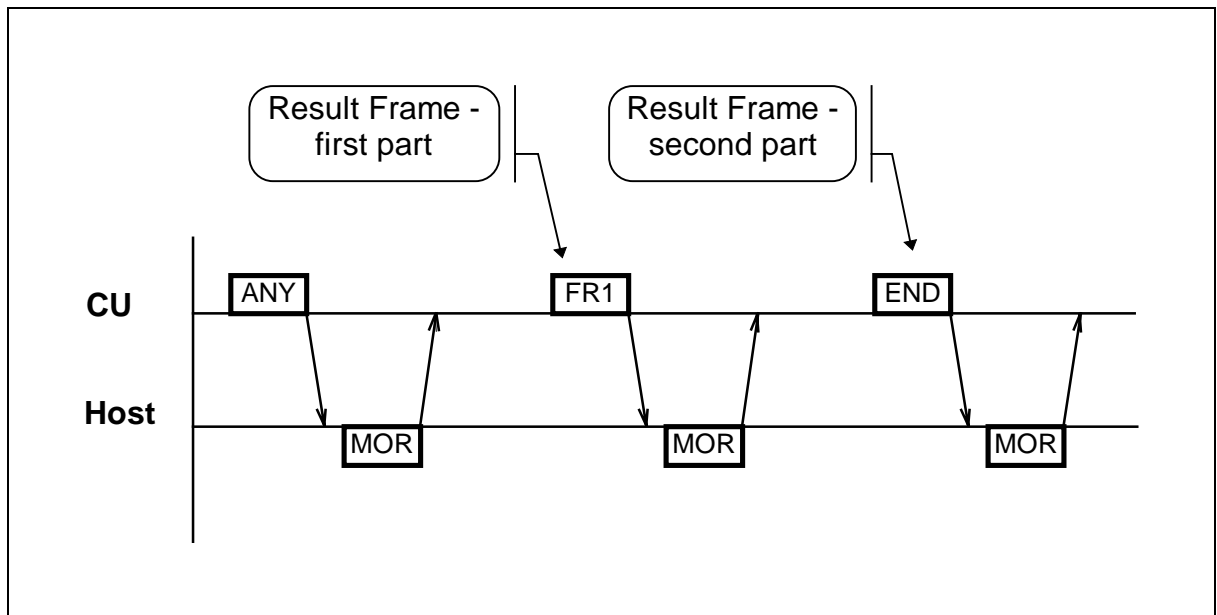 Result Frame -
first part
Result Frame -
second part
CU
ANY
FR1
END
Host
MOR
MOR
MOR